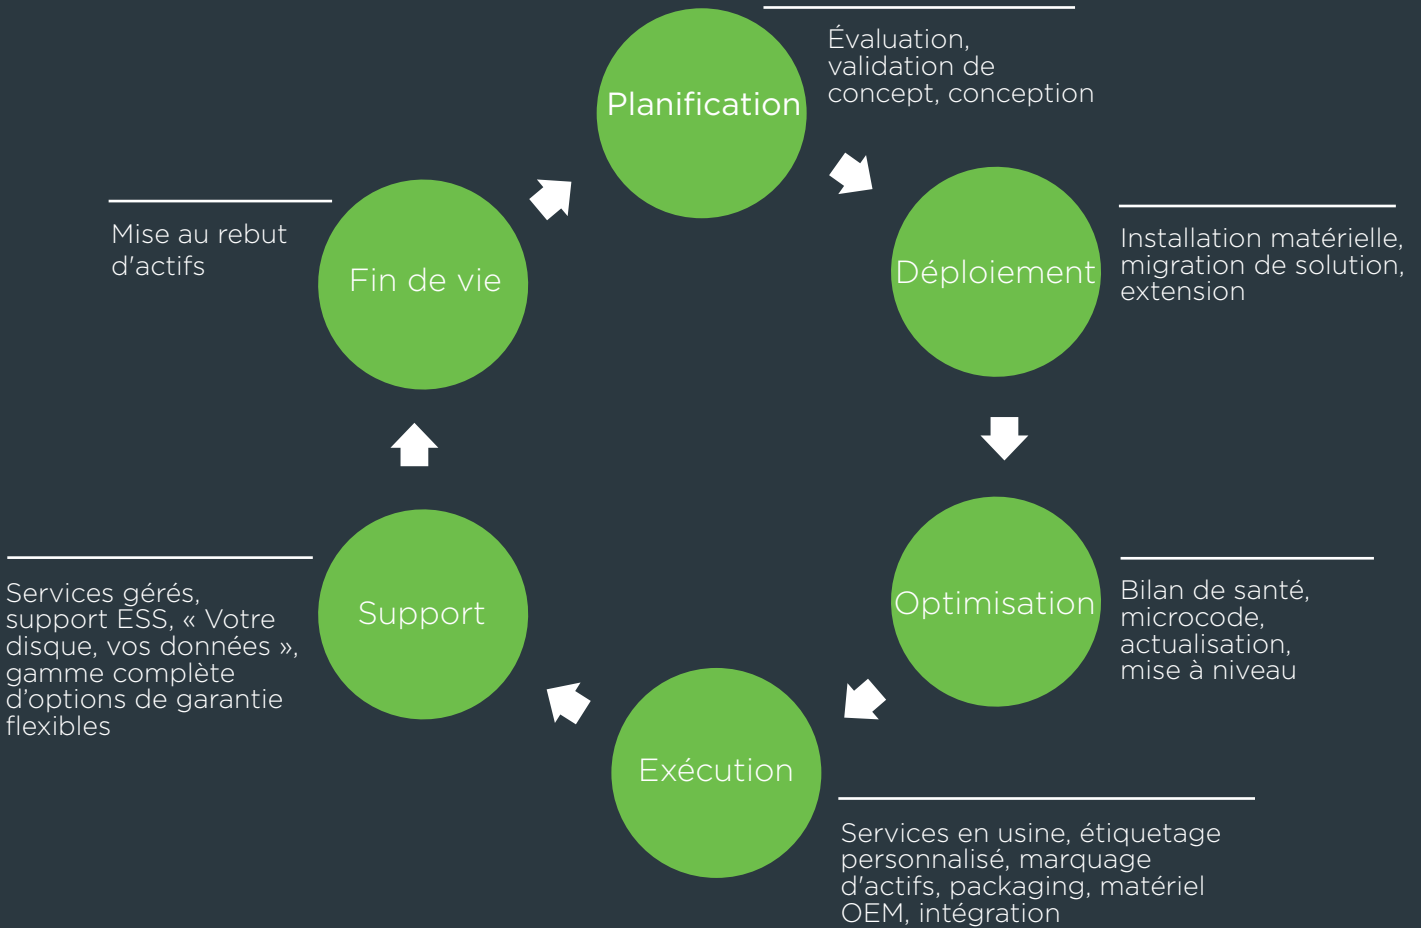 Planification
Évaluation,
validation de
concept, conception
Déploiement
Installation matérielle,
migration de solution,
extension
Optimisation
Bilan de santé,
microcode,
actualisation,
mise à niveau
Exécution
Services en usine, étiquetage
personnalisé, marquage
d'actifs, packaging, matériel
OEM, intégration
Support
Services gérés,
support ESS, « Votre
disque, vos données »,
gamme complète
d’options de garantie
flexibles
Fin de vie
Mise au rebut
d'actifs